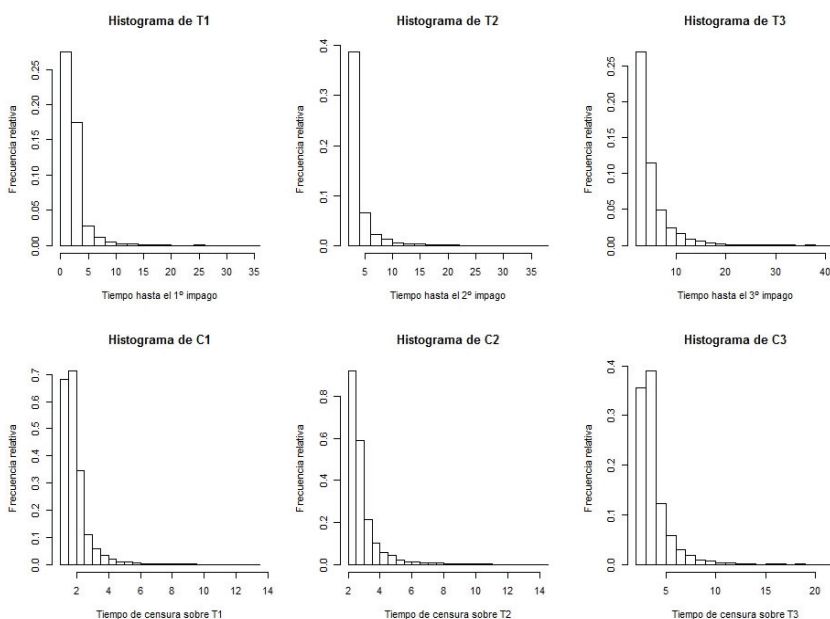 Histograma de T1
Frecuencia relativa
0.00 0.05 0.10 0.15 0.20 0.25
0 5 10 15 20 25 30 35
Tiempo hasta el 1º impago
Histograma de T2
Frecuencia relativa
0.0 0.1 0.2 0.3 0.4
5 10 15 20 25 30 35
Tiempo hasta el 2º impago
Histograma de T3
Frecuencia relativa
0.00 0.05 0.10 0.15 0.20 0.25
10 20 30 40
Tiempo hasta el 3º impago
Histograma de C1
Frecuencia relativa
0.0 0.1 0.2 0.3 0.4 0.5 0.6 0.7
2 4 6 8 10 12 14
Tiempo de censura sobre T1
Histograma de C2
Frecuencia relativa
0.0 0.2 0.4 0.6 0.8
2 4 6 8 10 12 14
Tiempo de censura sobre T2
Histograma de C3
Frecuencia relativa
0.0 0.1 0.2 0.3 0.4
5 10 15 20
Tiempo de censura sobre T3